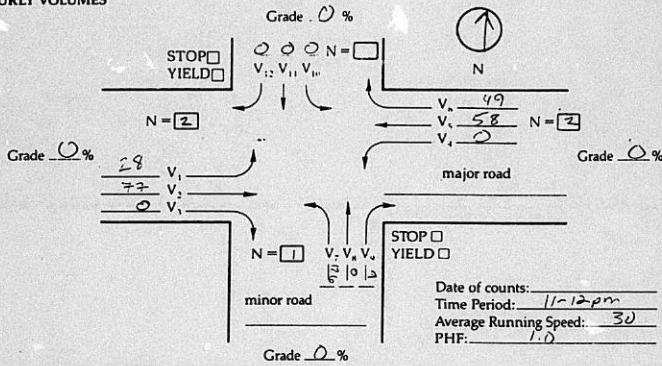 URLY VOLUMES
Grade 0 %
STOP□
YIELD□
0 0 0 N = □
V12 V11 V10
N
N = 2
V6 49
V5 58 N = 2
V4 0
Grade 0 %
Grade 0 %
28 V1
77 V2
0 V3
major road
N = 1
V7 V8 V9
STOP □
YIELD □
0
minor road
Date of counts:
Time Period: 11-12pm
Average Running Speed: 30
PHF: 1.0
Grade 0 %